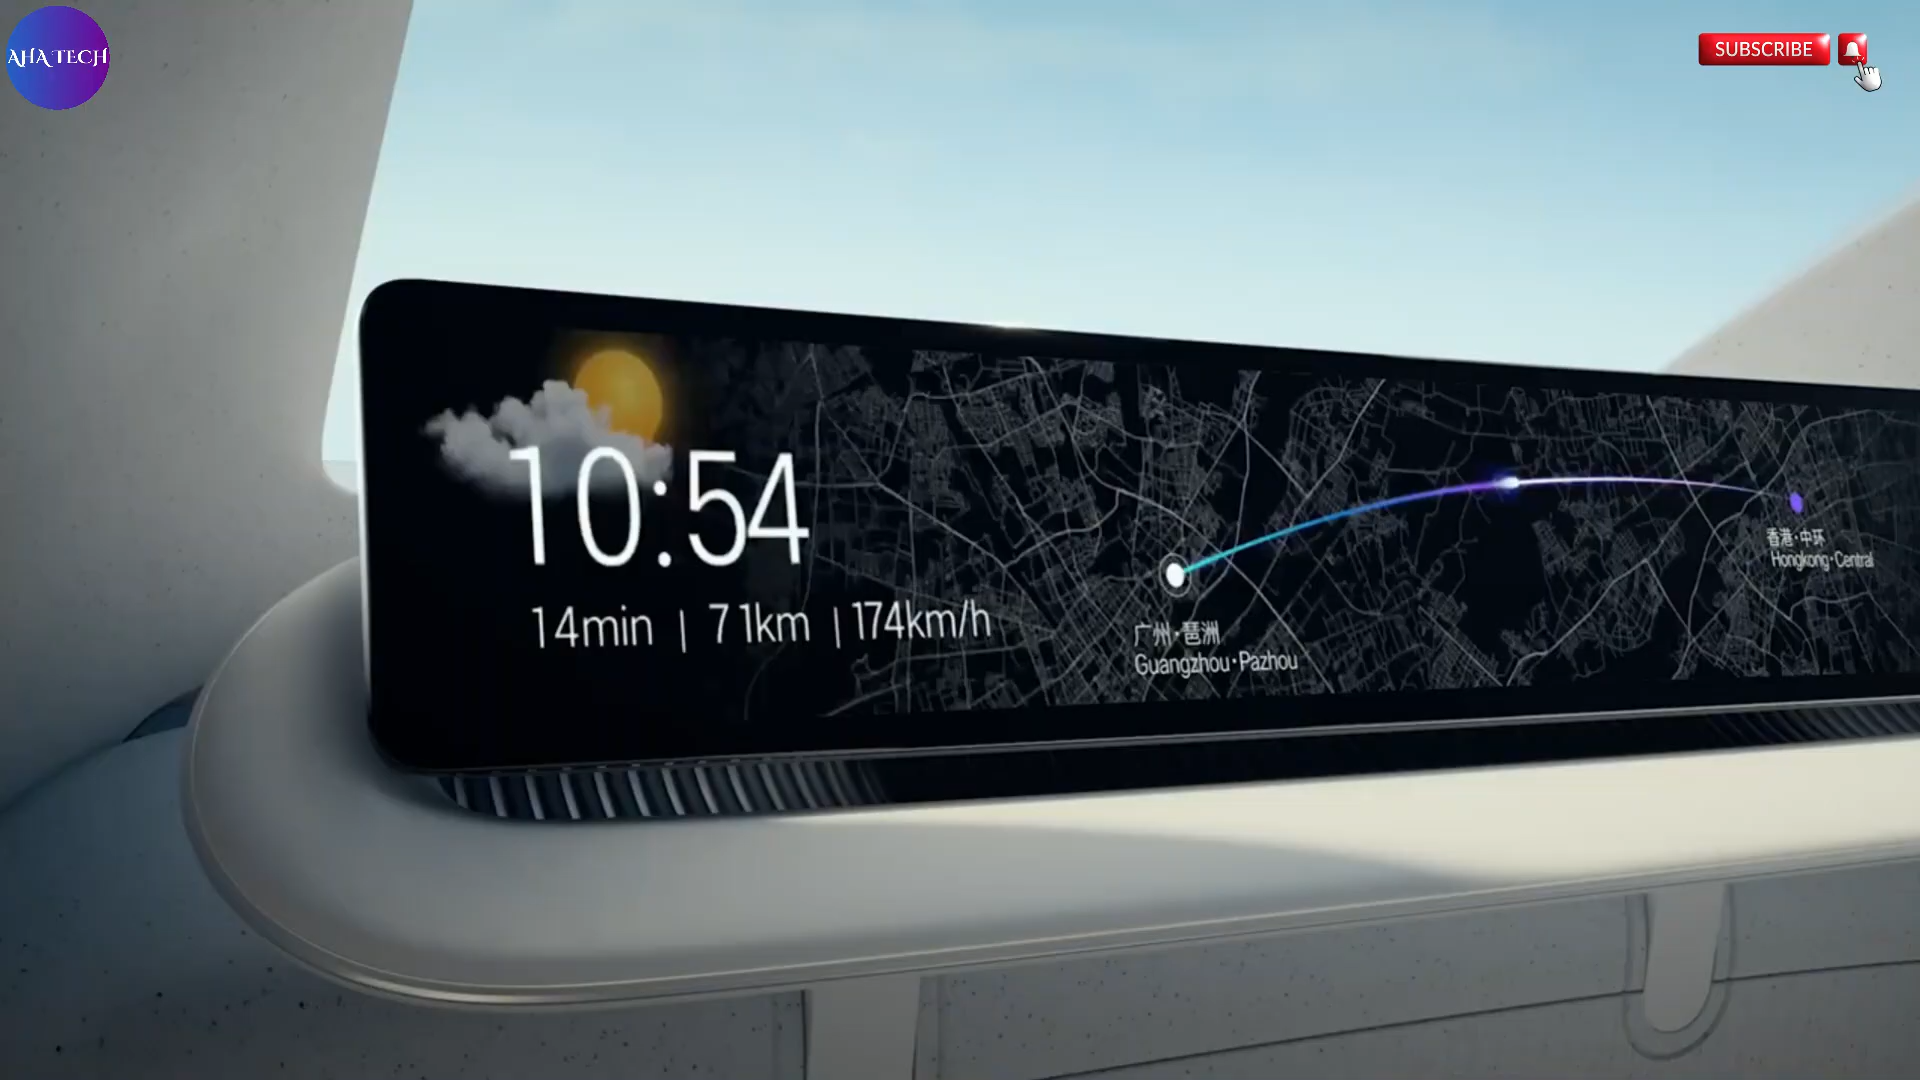 AHA TECH
SUBSCRIBE
10:54
14min | 71km | 174km/h
香港·中环
Hongkong·Central
广州·琶洲
Guangzhou·Pazhou